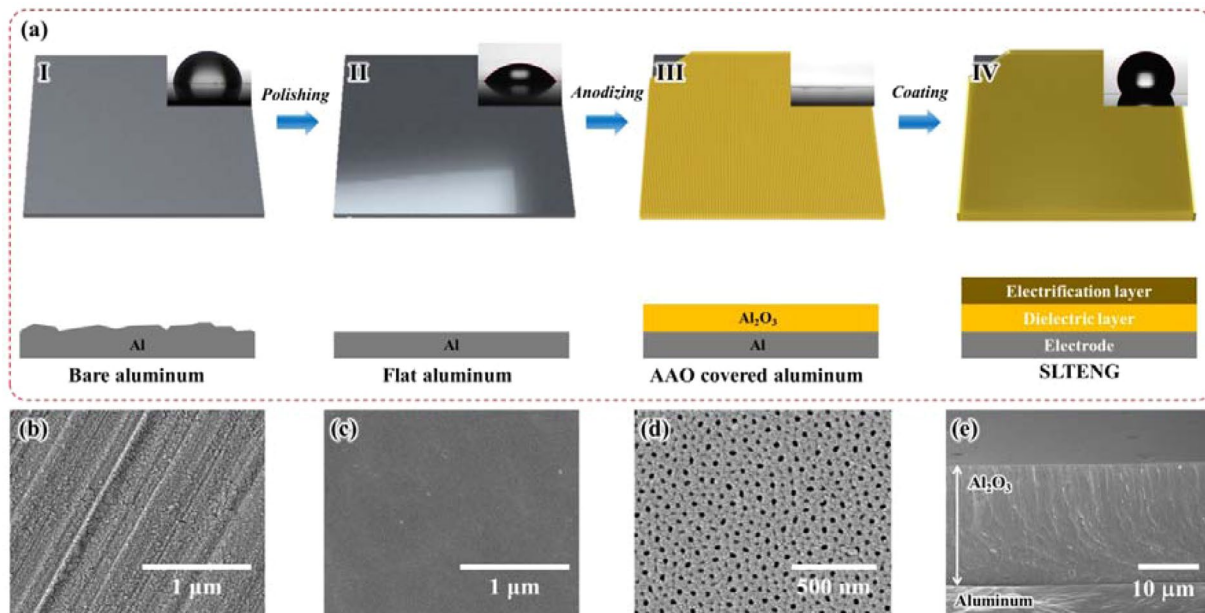 (a)
I
Polishing
II
Anodizing
III
Coating
IV
Al
Bare aluminum
Al
Flat aluminum
Al₂O₃
Al
AAO covered aluminum
Electrification layer
Dielectric layer
Electrode
SLTENG
(b)
1 μm
(c)
1 μm
(d)
500 nm
(e)
Al₂O₃
Aluminum
10 μm